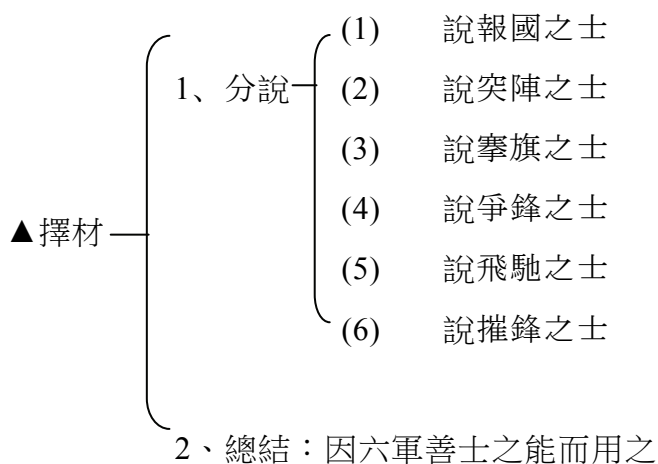 (1) 說報國之士
1、分說
(2) 說突陣之士
(3) 說搴旗之士
(4) 說爭鋒之士
▲擇材
(5) 說飛馳之士
(6) 說摧鋒之士
2、總結：因六軍善士之能而用之